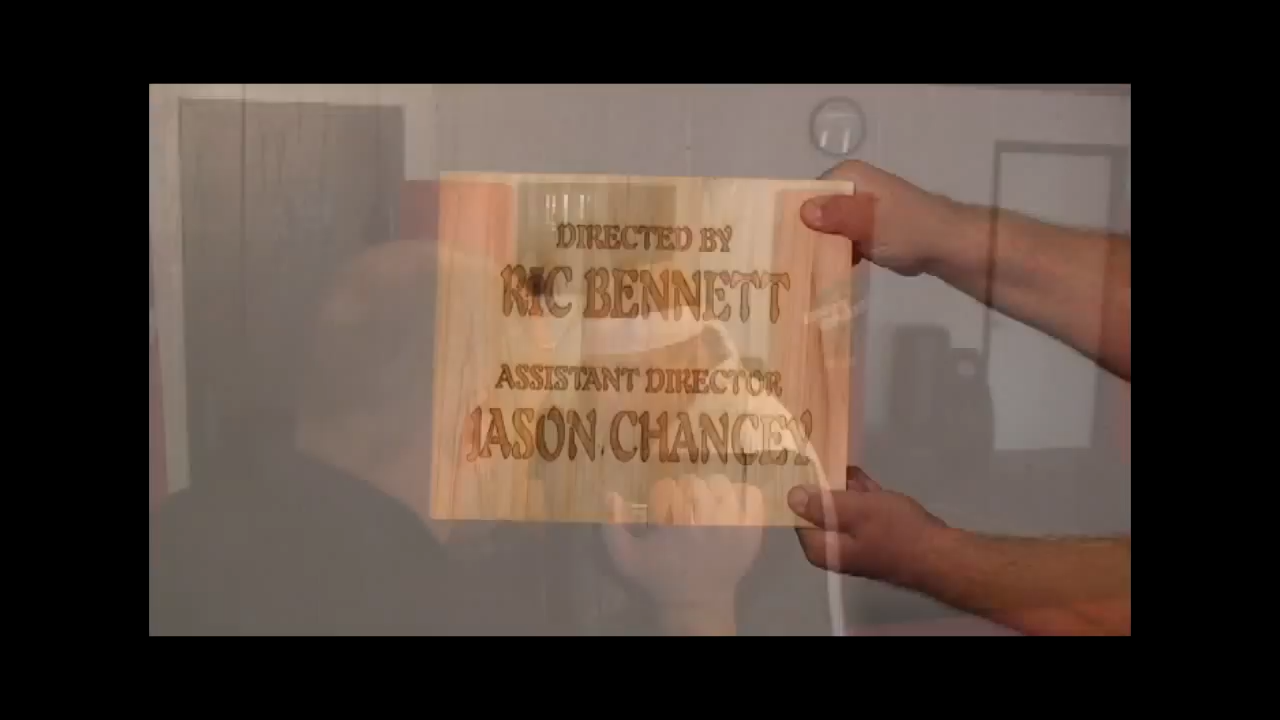 DIRECTED BY
RIC BENNETT
ASSISTANT DIRECTOR
JASON CHANCEY